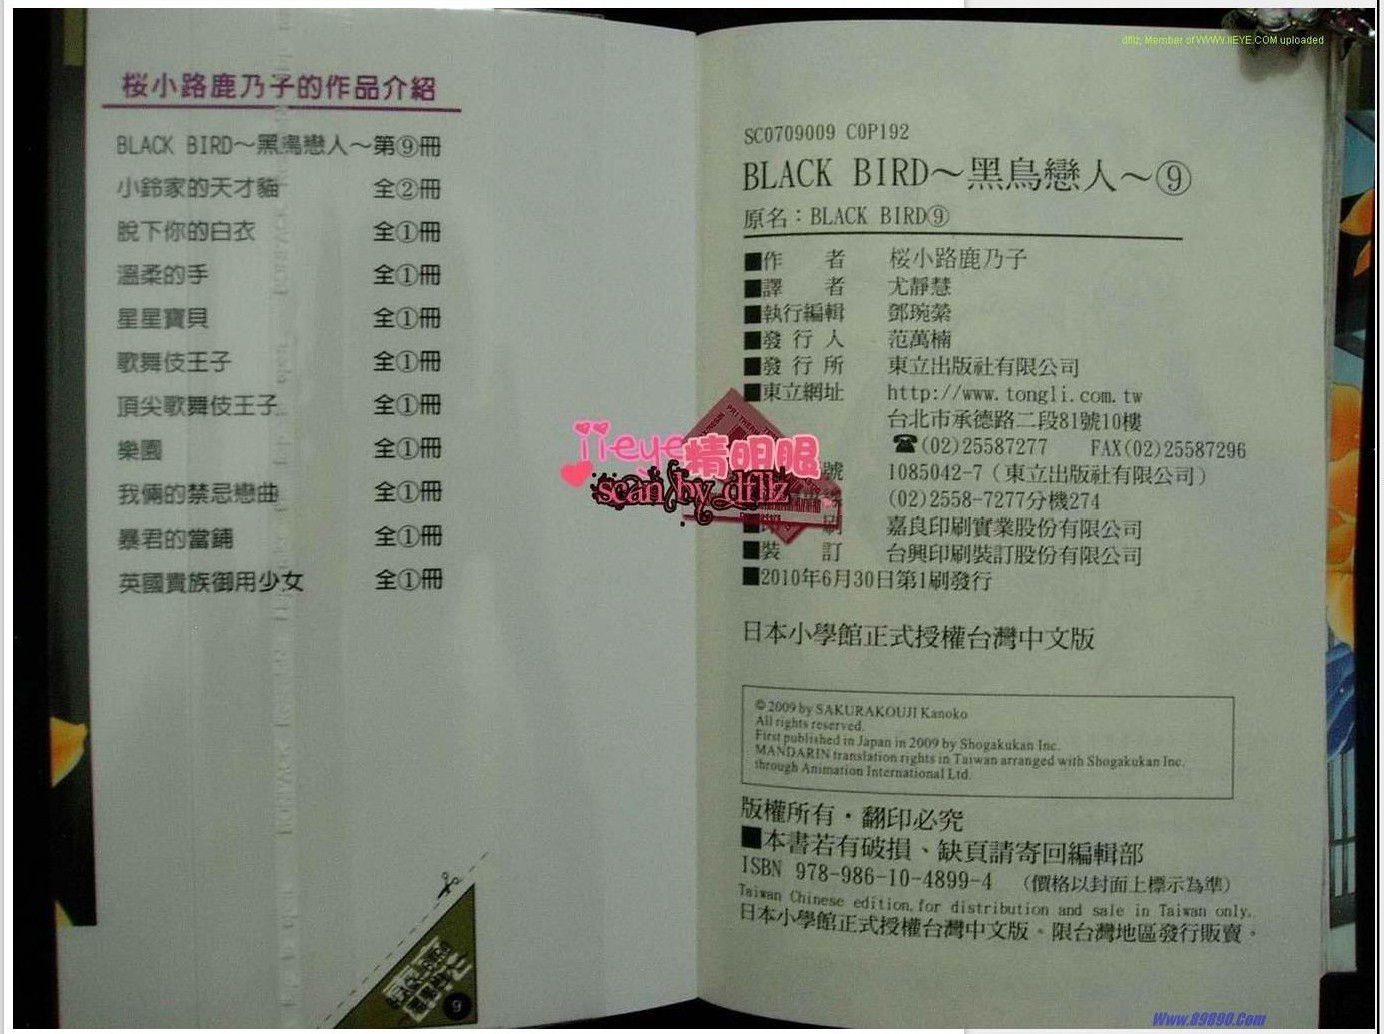 dfllz, Member of WWW.IIEYE.COM uploaded
桜小路鹿乃子的作品介紹
BLACK BIRD～黑鳥戀人～第⑨冊
小鈴家的天才貓 全②冊
脫下你的白衣 全①冊
溫柔的手 全①冊
星星寶貝 全①冊
歌舞伎王子 全①冊
頂尖歌舞伎王子 全①冊
樂園 全①冊
我倆的禁忌戀曲 全①冊
暴君的當鋪 全①冊
英國貴族御用少女 全①冊
9
SC0709009 COP192
BLACK BIRD～黑鳥戀人～⑨
原名：BLACK BIRD⑨
■作 者 桜小路鹿乃子
■譯 者 尤靜慧
■執行編輯 鄧琬縈
■發 行 人 范萬楠
■發 行 所 東立出版社有限公司
■東立網址 http://www.tongli.com.tw
台北市承德路二段81號10樓
☎(02)25587277 FAX(02)25587296
號 1085042-7（東立出版社有限公司）
(02)2558-7277分機274
刷 嘉良印刷實業股份有限公司
■裝 訂 台興印刷裝訂股份有限公司
■2010年6月30日第1刷發行
日本小學館正式授權台灣中文版
© 2009 by SAKURAKOUJI Kanoko
All rights reserved.
First published in Japan in 2009 by Shogakukan Inc.
MANDARIN translation rights in Taiwan arranged with Shogakukan Inc.
through Animation International Ltd.
版權所有・翻印必究
■本書若有破損、缺頁請寄回編輯部
ISBN 978-986-10-4899-4 （價格以封面上標示為準）
Taiwan Chinese edition, for distribution and sale in Taiwan only.
日本小學館正式授權台灣中文版。限台灣地區發行販賣。
iieye精明眼
scan by dfllz
Www.89890.Com